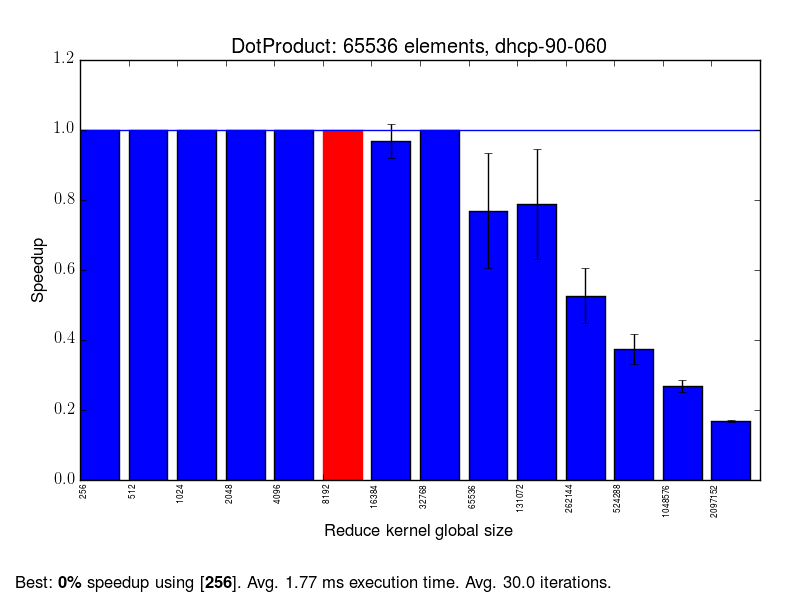 DotProduct: 65536 elements, dhcp-90-060
1.2
1.0
0.8
0.6
0.4
0.2
0.0
Speedup
256 512 1024 2048 4096 8192 16384 32768 65536 131072 262144 524288 1048576 2097152
Reduce kernel global size
Best: 0% speedup using [256]. Avg. 1.77 ms execution time. Avg. 30.0 iterations.